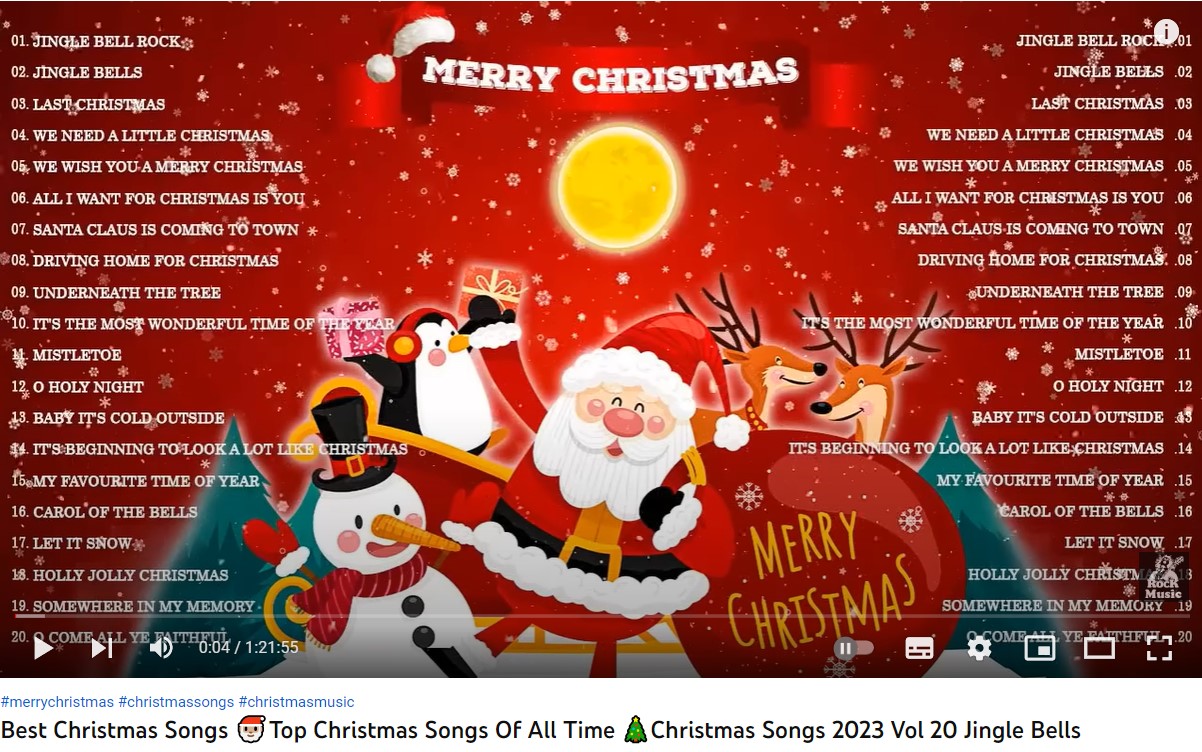 MERRY CHRISTMAS
01. JINGLE BELL ROCK
02. JINGLE BELLS
03. LAST CHRISTMAS
04. WE NEED A LITTLE CHRISTMAS
05. WE WISH YOU A MERRY CHRISTMAS
06. ALL I WANT FOR CHRISTMAS IS YOU
07. SANTA CLAUS IS COMING TO TOWN
08. DRIVING HOME FOR CHRISTMAS
09. UNDERNEATH THE TREE
10. IT'S THE MOST WONDERFUL TIME OF THE YEAR
11. MISTLETOE
12. O HOLY NIGHT
13. BABY IT'S COLD OUTSIDE
14. IT'S BEGINNING TO LOOK A LOT LIKE CHRISTMAS
15. MY FAVOURITE TIME OF YEAR
16. CAROL OF THE BELLS
17. LET IT SNOW
18. HOLLY JOLLY CHRISTMAS
19. SOMEWHERE IN MY MEMORY
20. O COME ALL YE FAITHFUL
JINGLE BELL ROCK .01
JINGLE BELLS .02
LAST CHRISTMAS .03
WE NEED A LITTLE CHRISTMAS .04
WE WISH YOU A MERRY CHRISTMAS .05
ALL I WANT FOR CHRISTMAS IS YOU .06
SANTA CLAUS IS COMING TO TOWN .07
DRIVING HOME FOR CHRISTMAS .08
UNDERNEATH THE TREE .09
IT'S THE MOST WONDERFUL TIME OF THE YEAR .10
MISTLETOE .11
O HOLY NIGHT .12
BABY IT'S COLD OUTSIDE .13
IT'S BEGINNING TO LOOK A LOT LIKE CHRISTMAS .14
MY FAVOURITE TIME OF YEAR .15
CAROL OF THE BELLS .16
LET IT SNOW .17
HOLLY JOLLY CHRISTMAS .18
SOMEWHERE IN MY MEMORY .19
O COME ALL YE FAITHFUL .20
MERRY
CHRISTMAS
Rock
Music
0:04 / 1:21:55
#merrychristmas #christmassongs #christmasmusic
Best Christmas Songs 🎅🏻Top Christmas Songs Of All Time 🎄Christmas Songs 2023 Vol 20 Jingle Bells